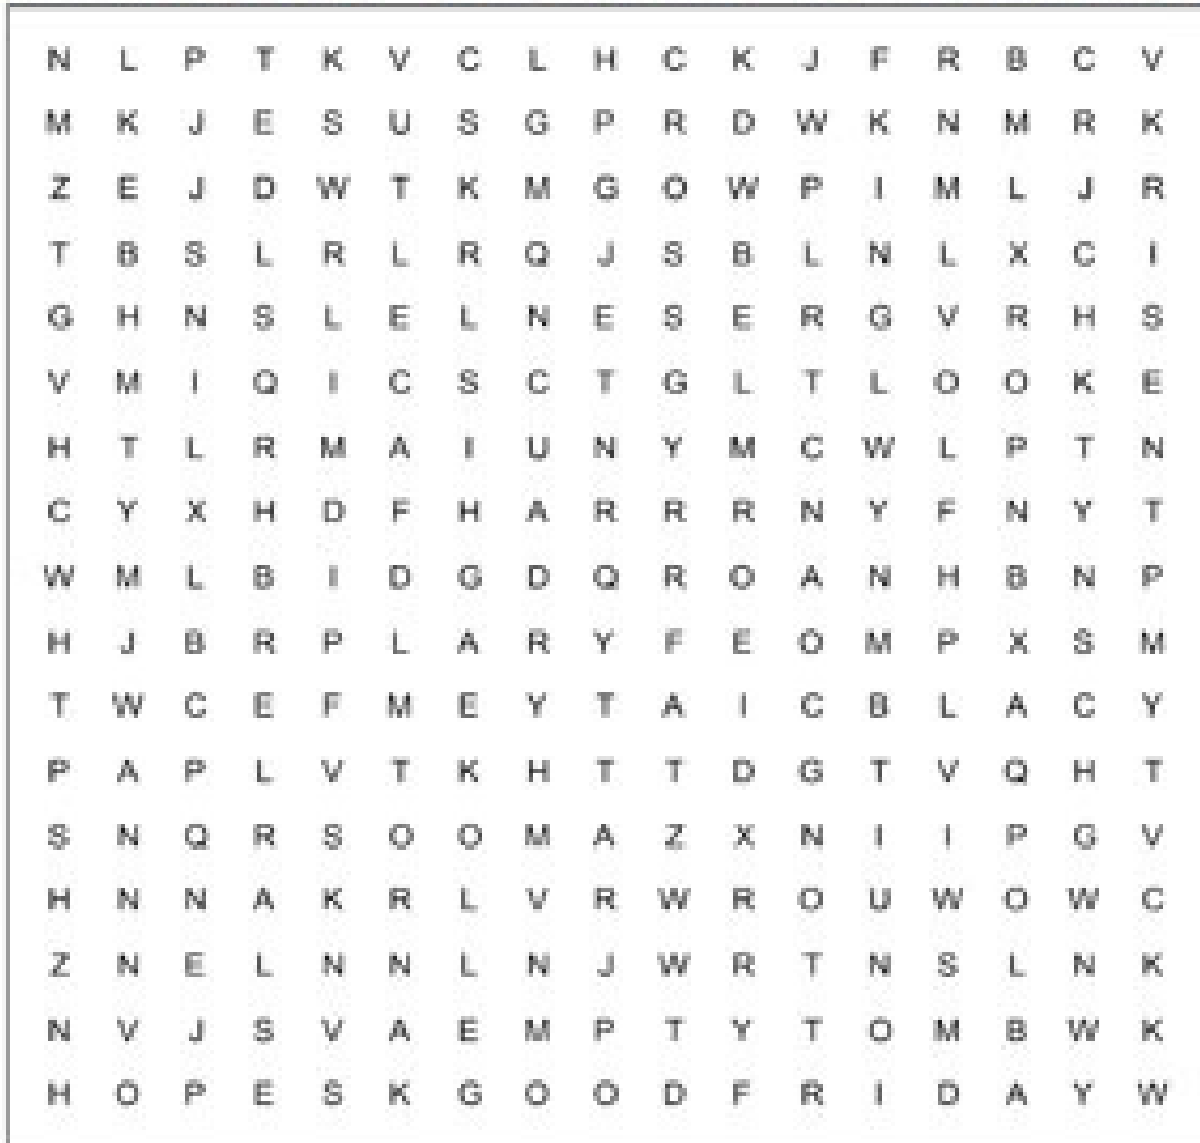 N L P T K V C L H C K J F R B C V
M K J E S U S G P R D W K N M R K
Z E J D W T K M G O W P I M L J R
T B S L R L R Q J S B L N L X C I
G H N S L E L N E S E R G V R H S
V M I Q I C S C T G L T L O O K E
H T L R M A I U N Y M C W L P T N
C Y X H D F H A R R R N Y F N Y T
W M L B I D G D Q R O A N H B N P
H J B R P L A R Y F E O M P X S M
T W C E F M E Y T A I C B L A C Y
P A P L V T K H T T D G T V Q H T
S N Q R S O O M A Z X N I I P G V
H N N A K R L V R W R O U W O W C
Z N E L N N L N J W R T N S L N K
N V J S V A E M P T Y T O M B W K
H O P E S K G O O D F R I D A Y W